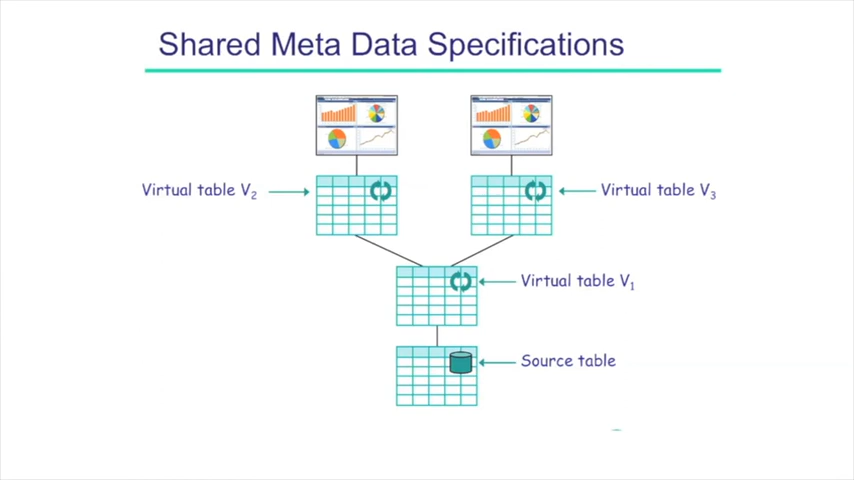 Shared Meta Data Specifications
Virtual table V₂
Virtual table V₃
Virtual table V₁
Source table